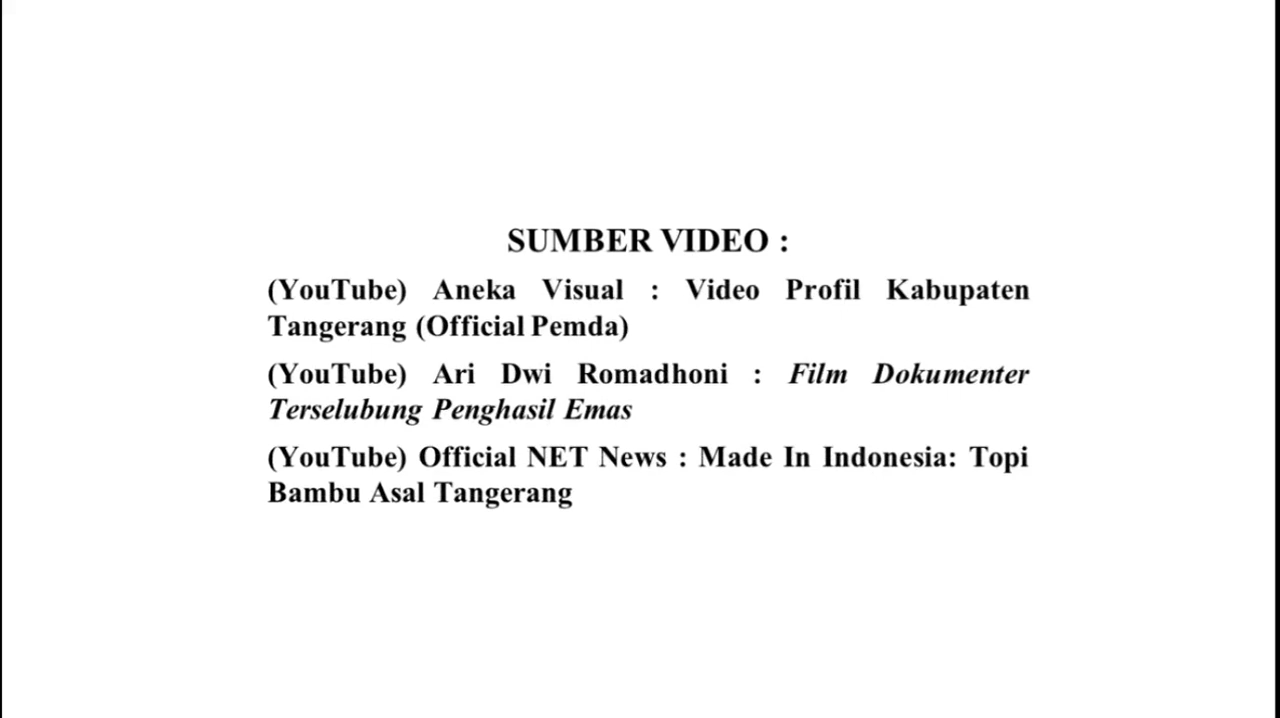 SUMBER VIDEO :
(YouTube) Aneka Visual : Video Profil Kabupaten
Tangerang (Official Pemda)
(YouTube) Ari Dwi Romadhoni : Film Dokumenter
Terselubung Penghasil Emas
(YouTube) Official NET News : Made In Indonesia: Topi
Bambu Asal Tangerang